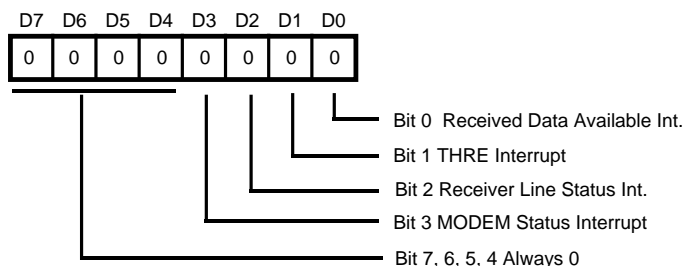 D7 D6 D5 D4 D3 D2 D1 D0
0 0 0 0 0 0 0 0
Bit 0 Received Data Available Int.
Bit 1 THRE Interrupt
Bit 2 Receiver Line Status Int.
Bit 3 MODEM Status Interrupt
Bit 7, 6, 5, 4 Always 0